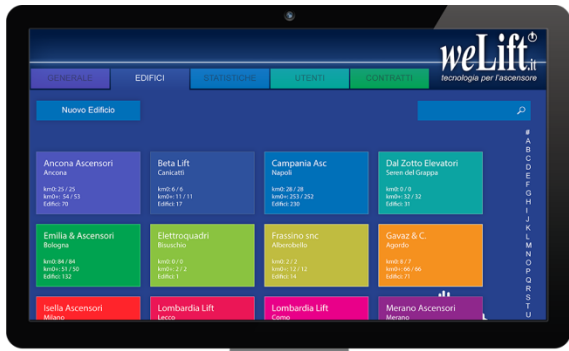 weLift.it
tecnologia per l'ascensore
GENERALE EDIFICI STATISTICHE UTENTI CONTRATTI
Nuovo Edificio
#
A
B
C
D
E
F
G
H
I
J
K
L
M
N
O
P
Q
R
S
T
U
Ancona Ascensori
Ancona
km0: 25 / 25
km0+: 54 / 53
Edifici: 70
Beta Lift
Canicattì
km0: 6 / 6
km0+: 11 / 11
Edifici: 17
Campania Asc
Napoli
km0: 28 / 28
km0+: 253 / 252
Edifici: 230
Dal Zotto Elevatori
Seren del Grappa
km0: 0 / 0
km0+: 32 / 32
Edifici: 31
Emilia & Ascensori
Bologna
km0: 84 / 84
km0+: 51 / 50
Edifici: 132
Elettroquadri
Bisuschio
km0: 0 / 0
km0+: 2 / 2
Edifici: 1
Frassino snc
Alberobello
km0: 2 / 2
km0+: 12 / 12
Edifici: 14
Gavaz & C.
Agordo
km0: 8 / 7
km0+: 66 / 66
Edifici: 71
Isella Ascensori
Milano
Lombardia Lift
Lecco
Lombardia Lift
Como
Merano Ascensori
Merano